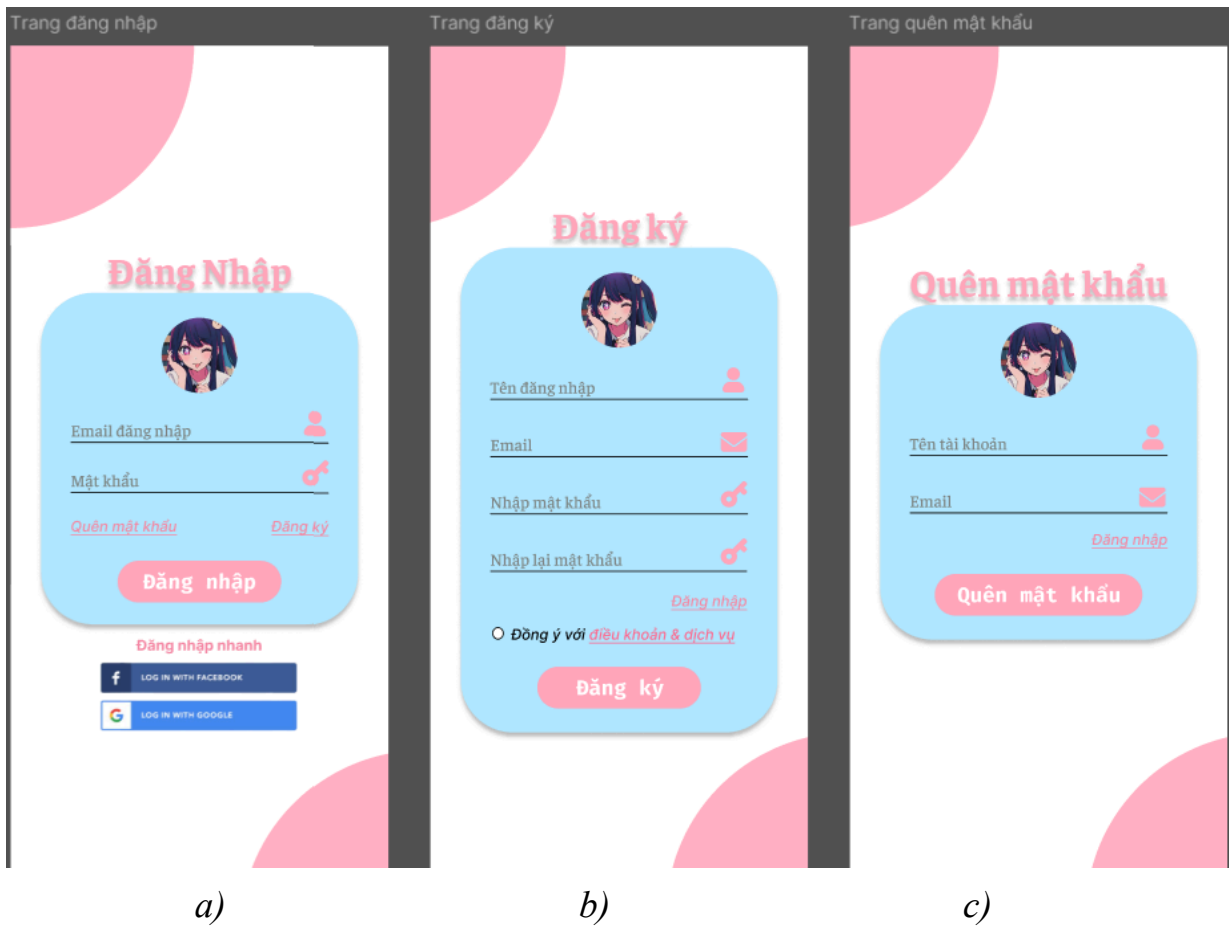 Trang đăng nhập
Đăng Nhập
Email đăng nhập
Mật khẩu
Quên mật khẩu
Đăng ký
Đăng nhập
Đăng nhập nhanh
LOG IN WITH FACEBOOK
LOG IN WITH GOOGLE
a)
Trang đăng ký
Đăng ký
Tên đăng nhập
Email
Nhập mật khẩu
Nhập lại mật khẩu
Đăng nhập
Đồng ý với điều khoản & dịch vụ
Đăng ký
b)
Trang quên mật khẩu
Quên mật khẩu
Tên tài khoản
Email
Đăng nhập
Quên mật khẩu
c)